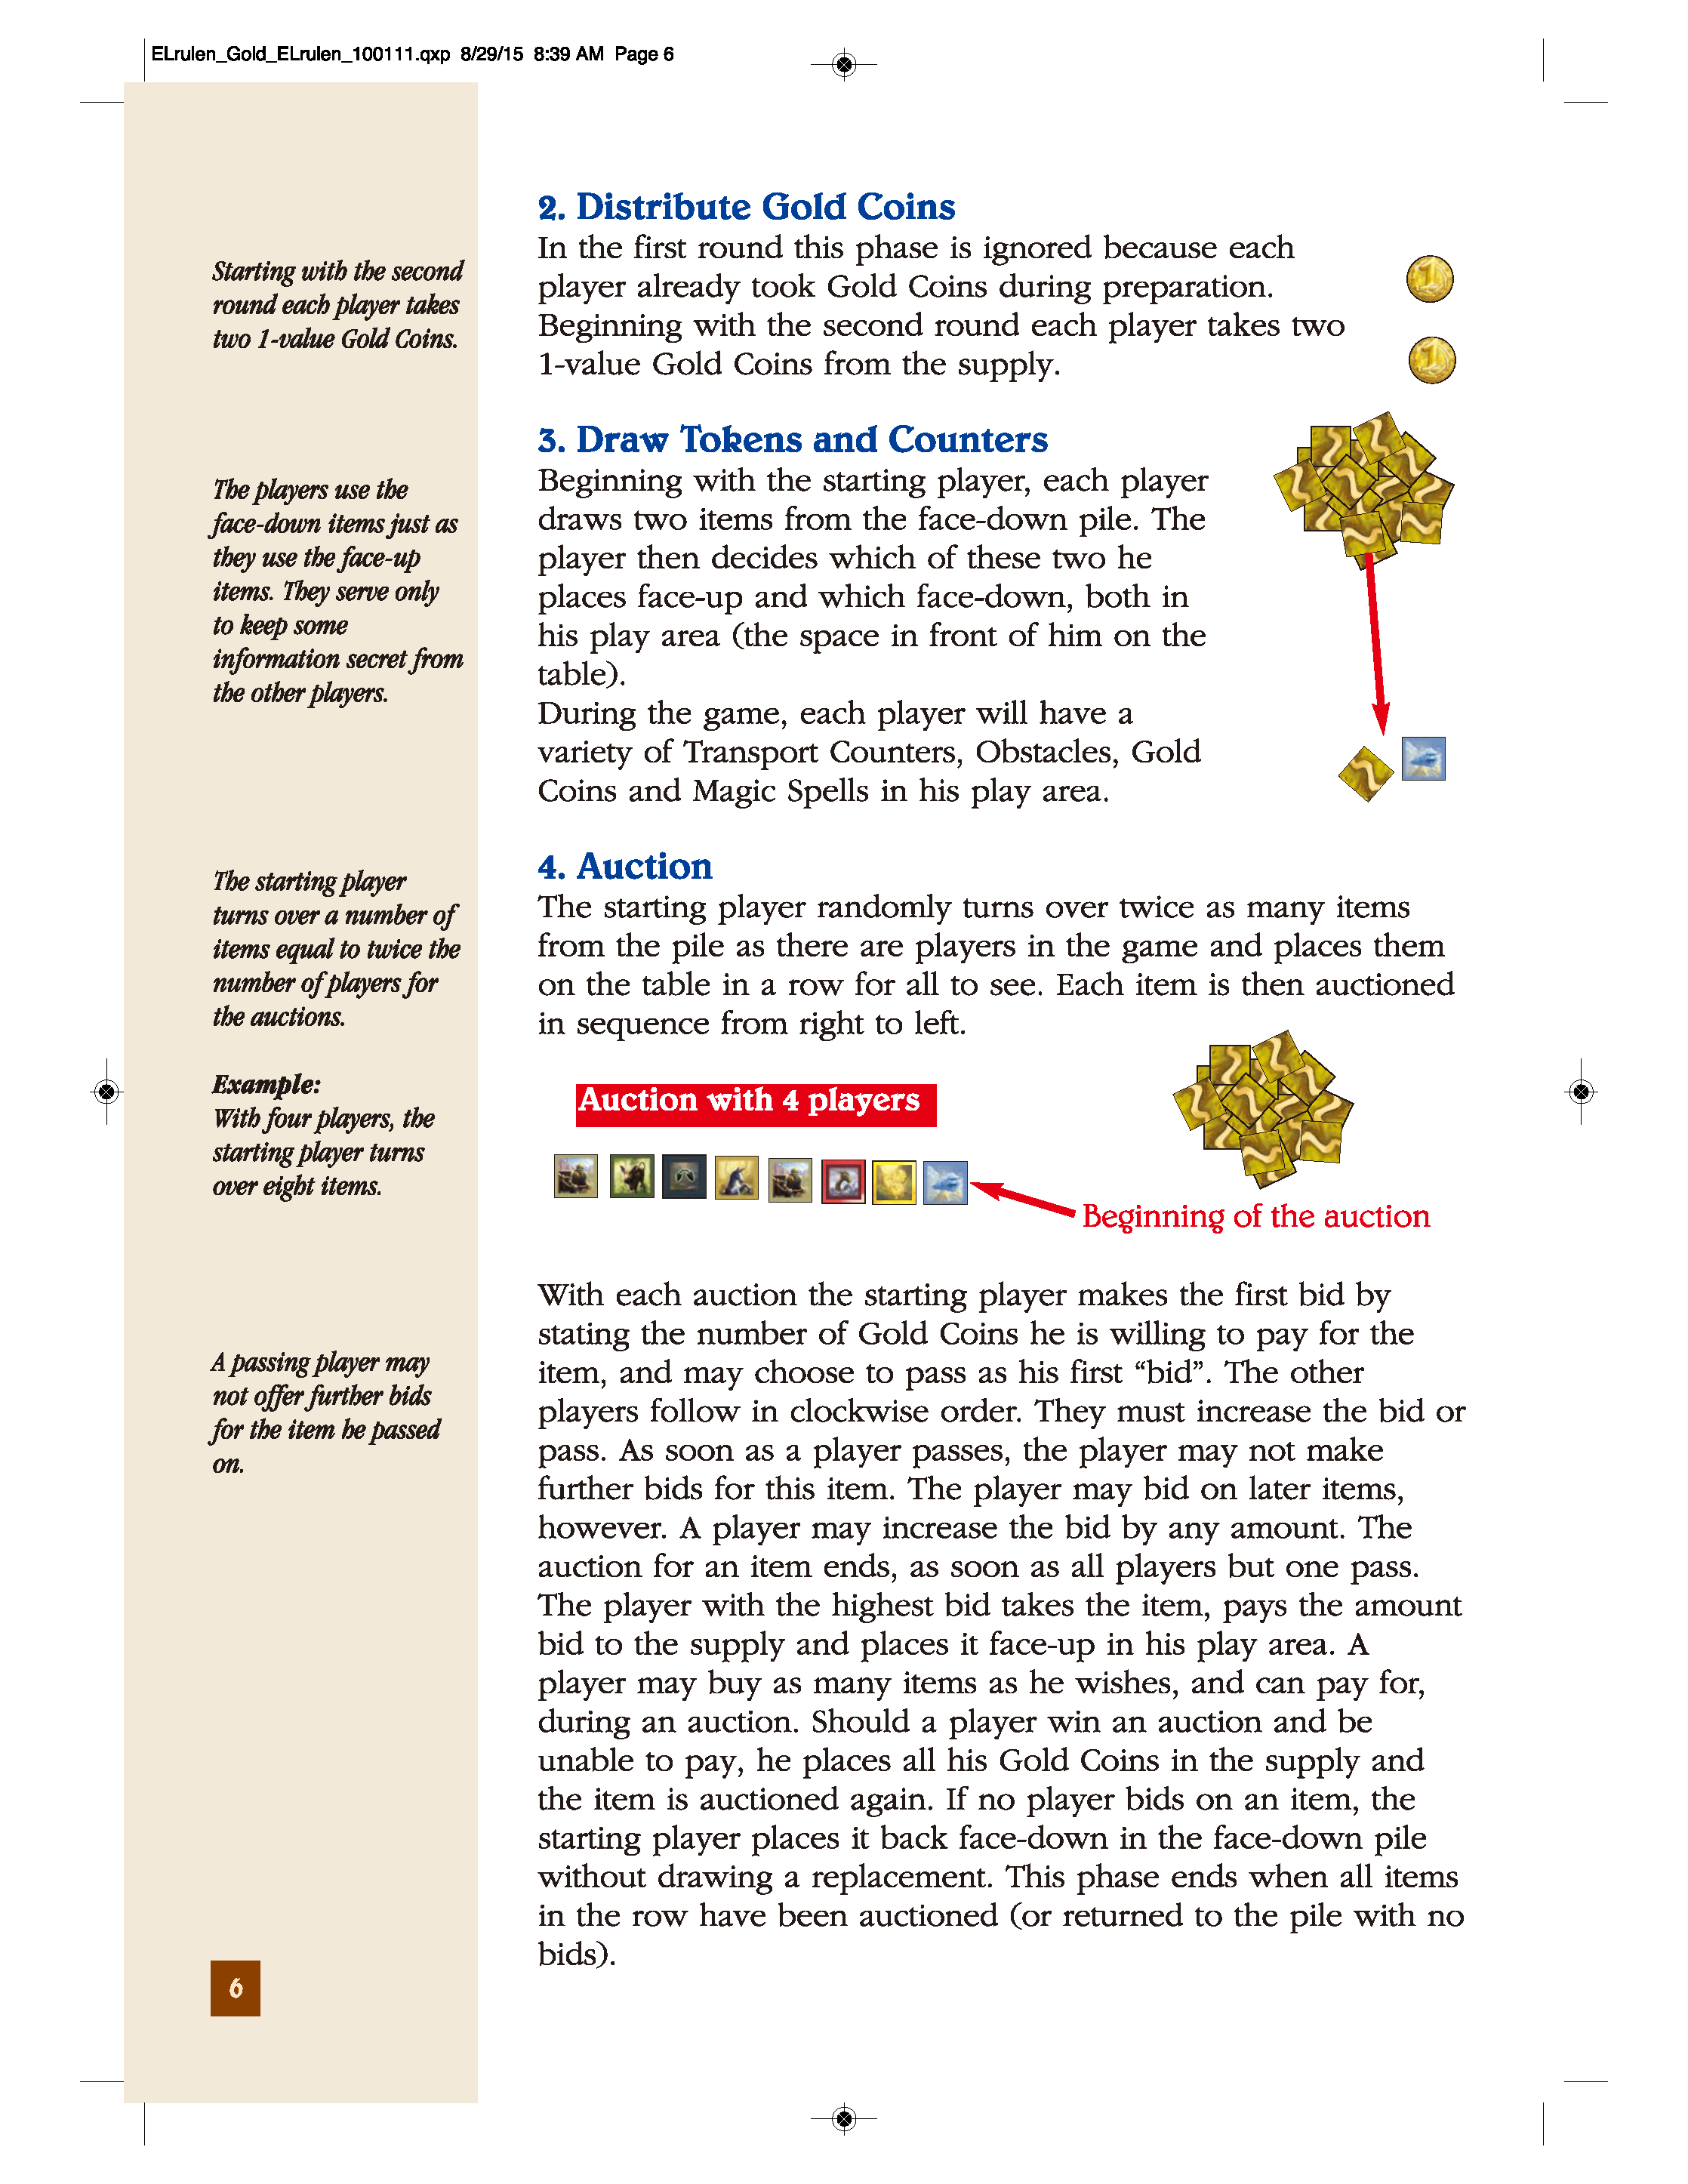 ELrulen_Gold_ELrulen_100111.qxp 8/29/15 8:39 AM Page 6
Starting with the second
round each player takes
two 1-value Gold Coins.
The players use the
face-down items just as
they use the face-up
items. They serve only
to keep some
information secret from
the other players.
The starting player
turns over a number of
items equal to twice the
number of players for
the auctions.
Example:
With four players, the
starting player turns
over eight items.
A passing player may
not offer further bids
for the item he passed
on.
6
2. Distribute Gold Coins
In the first round this phase is ignored because each
player already took Gold Coins during preparation.
Beginning with the second round each player takes two
1-value Gold Coins from the supply.
1
1
3. Draw Tokens and Counters
Beginning with the starting player, each player
draws two items from the face-down pile. The
player then decides which of these two he
places face-up and which face-down, both in
his play area (the space in front of him on the
table).
During the game, each player will have a
variety of Transport Counters, Obstacles, Gold
Coins and Magic Spells in his play area.
4. Auction
The starting player randomly turns over twice as many items
from the pile as there are players in the game and places them
on the table in a row for all to see. Each item is then auctioned
in sequence from right to left.
Auction with 4 players
Beginning of the auction
With each auction the starting player makes the first bid by
stating the number of Gold Coins he is willing to pay for the
item, and may choose to pass as his first “bid”. The other
players follow in clockwise order. They must increase the bid or
pass. As soon as a player passes, the player may not make
further bids for this item. The player may bid on later items,
however. A player may increase the bid by any amount. The
auction for an item ends, as soon as all players but one pass.
The player with the highest bid takes the item, pays the amount
bid to the supply and places it face-up in his play area. A
player may buy as many items as he wishes, and can pay for,
during an auction. Should a player win an auction and be
unable to pay, he places all his Gold Coins in the supply and
the item is auctioned again. If no player bids on an item, the
starting player places it back face-down in the face-down pile
without drawing a replacement. This phase ends when all items
in the row have been auctioned (or returned to the pile with no
bids).